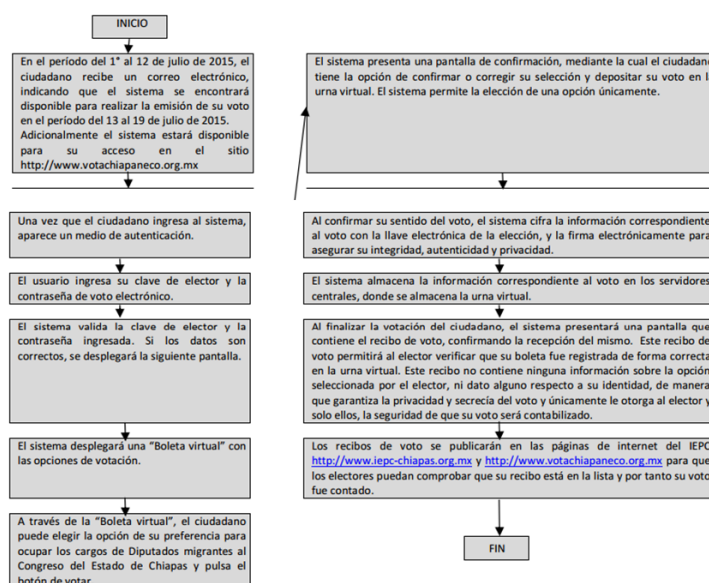 INICIO
En el período del 1° al 12 de julio de 2015, el
ciudadano recibe un correo electrónico,
indicando que el sistema se encontrará
disponible para realizar la emisión de su voto
en el período del 13 al 19 de julio de 2015.
Adicionalmente el sistema estará disponible
para su acceso en el sitio
http://www.votachiapaneco.org.mx
Una vez que el ciudadano ingresa al sistema,
aparece un medio de autenticación.
El usuario ingresa su clave de elector y la
contraseña de voto electrónico.
El sistema valida la clave de elector y la
contraseña ingresada. Si los datos son
correctos, se desplegará la siguiente pantalla.
El sistema desplegará una "Boleta virtual" con
las opciones de votación.
A través de la "Boleta virtual", el ciudadano
puede elegir la opción de su preferencia para
ocupar los cargos de Diputados migrantes al
Congreso del Estado de Chiapas y pulsa el
botón de votar
El sistema presenta una pantalla de confirmación, mediante la cual el ciudadano
tiene la opción de confirmar o corregir su selección y depositar su voto en
urna virtual. El sistema permite la elección de una opción únicamente.
Al confirmar su sentido del voto, el sistema cifra la información correspondiente
al voto con la llave electrónica de la elección, y la firma electrónicamente para
asegurar su integridad, autenticidad y privacidad.
El sistema almacena la información correspondiente al voto en los servidores
centrales, donde se almacena la urna virtual.
Al finalizar la votación del ciudadano, el sistema presentará una pantalla que
contiene el recibo de voto, confirmando la recepción del mismo. Este recibo de
voto permitirá al elector verificar que su boleta fue registrada de forma correcta
en la urna virtual. Este recibo no contiene ninguna información sobre la opción
seleccionada por el elector, ni dato alguno respecto a su identidad, de manera
que garantiza la privacidad y secrecía del voto y únicamente le otorga al elector y
solo ellos, la seguridad de que su voto será contabilizado.
Los recibos de voto se publicarán en las páginas de internet del IEPC
http://www.iepc-chiapas.org.mx y http://www.votachiapaneco.org.mx para que
los electores puedan comprobar que su recibo está en la lista y por tanto su voto
fue contado.
FIN